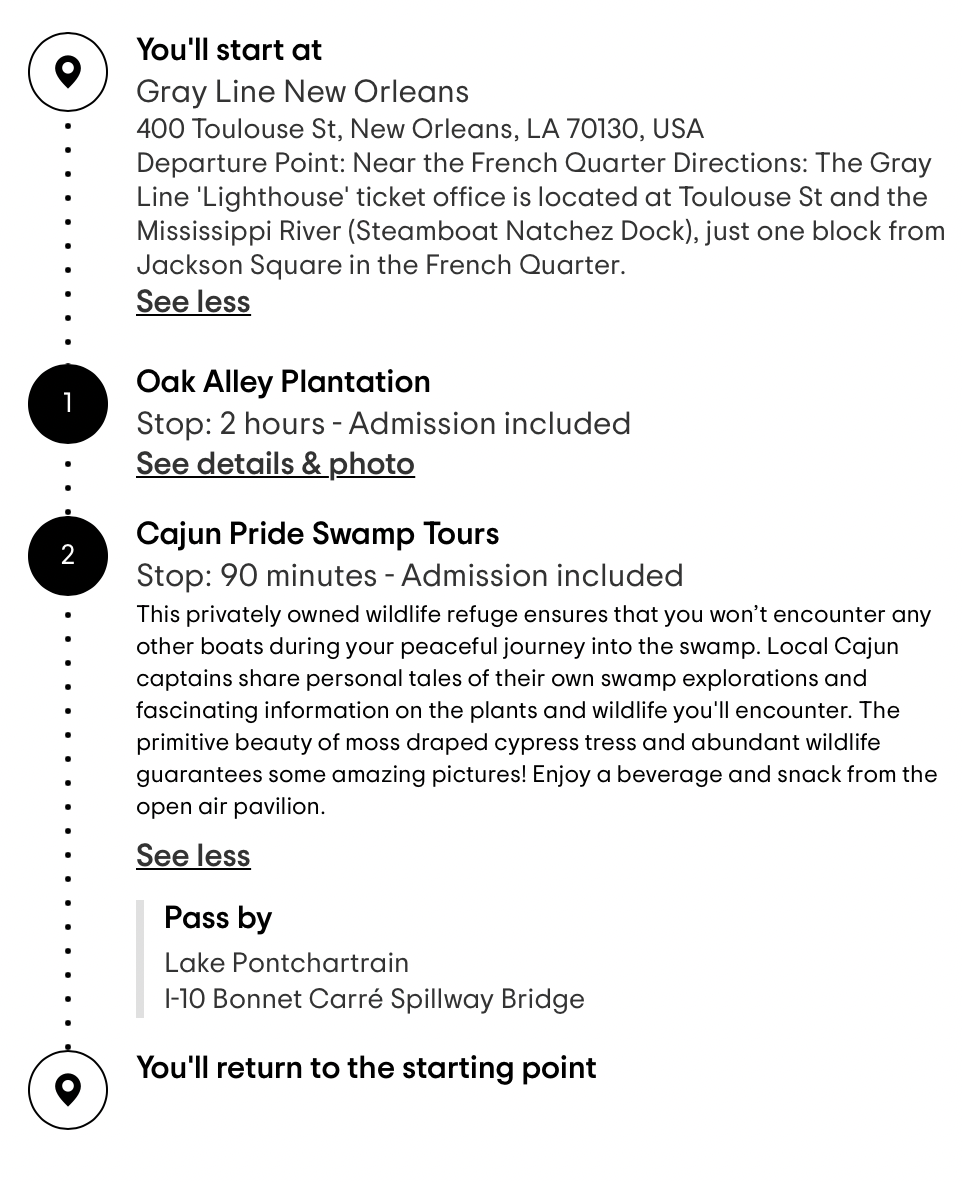 You'll start at
Gray Line New Orleans
400 Toulouse St, New Orleans, LA 70130, USA
Departure Point: Near the French Quarter Directions: The Gray
Line 'Lighthouse' ticket office is located at Toulouse St and the
Mississippi River (Steamboat Natchez Dock), just one block from
Jackson Square in the French Quarter.
See less
1
Oak Alley Plantation
Stop: 2 hours - Admission included
See details & photo
2
Cajun Pride Swamp Tours
Stop: 90 minutes - Admission included
This privately owned wildlife refuge ensures that you won’t encounter any
other boats during your peaceful journey into the swamp. Local Cajun
captains share personal tales of their own swamp explorations and
fascinating information on the plants and wildlife you'll encounter. The
primitive beauty of moss draped cypress tress and abundant wildlife
guarantees some amazing pictures! Enjoy a beverage and snack from the
open air pavilion.
See less
Pass by
Lake Pontchartrain
I-10 Bonnet Carré Spillway Bridge
You'll return to the starting point